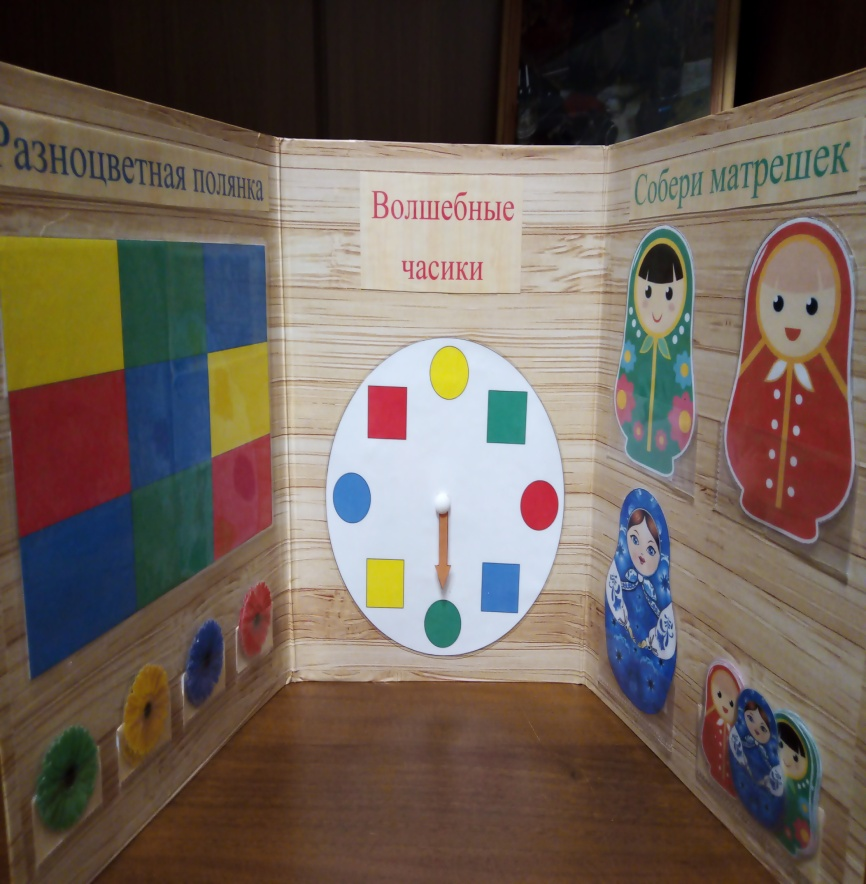 Разноцветная полянка
Волшебные
часики
Собери матрешек